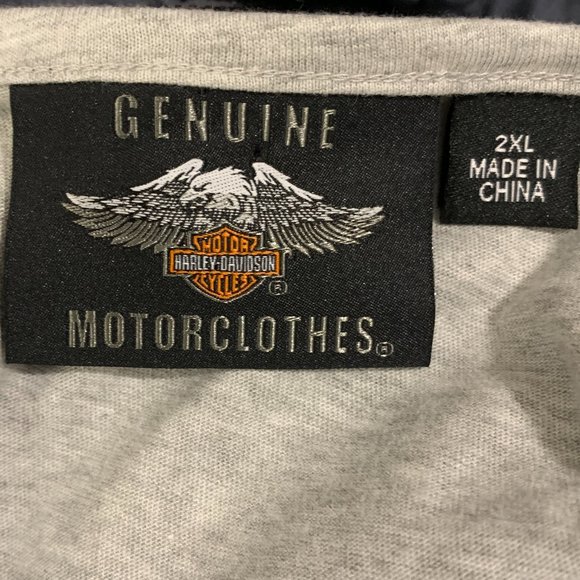 GENUINE
MOTOR
HARLEY-DAVIDSON
CYCLES
®
MOTORCLOTHES®
2XL
MADE IN
CHINA